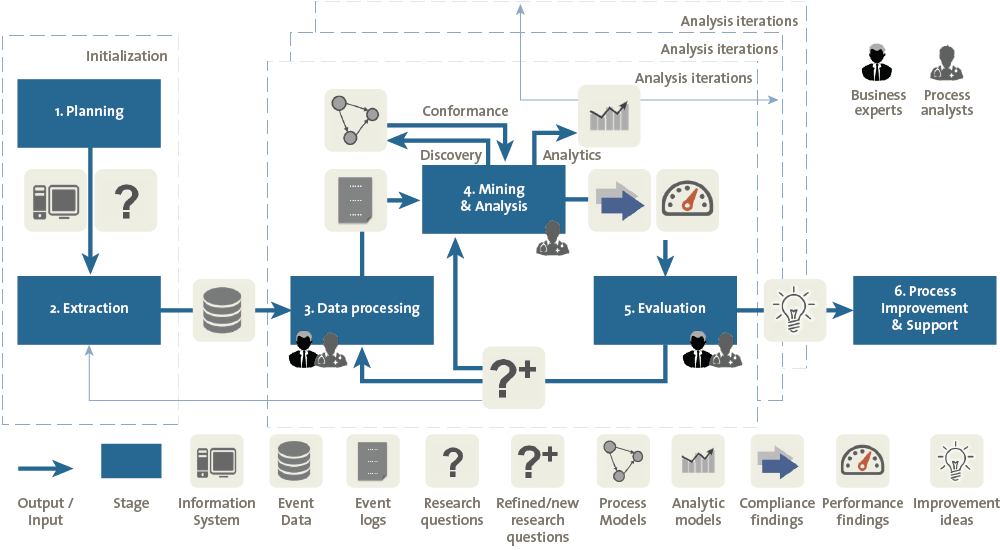 Analysis iterations
Analysis iterations
Analysis iterations
Initialization
Business
experts
Process
analysts
1. Planning
Conformance
Discovery
Analytics
4. Mining
& Analysis
?
2. Extraction
3. Data processing
5. Evaluation
6. Process
Improvement
& Support
?+
?
?+
Output /
Input
Stage
Information
System
Event
Data
Event
logs
Research
questions
Refined/new
research
questions
Process
Models
Analytic
models
Compliance
findings
Performance
findings
Improvement
ideas